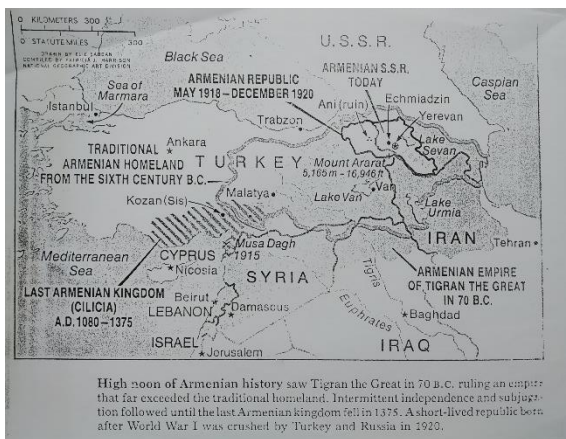 0 KILOMETERS 300
0 STATUTE MILES 300
NATIONAL GEOGRAPHIC ART DIVISION
U.S.S.R.
Black Sea
ARMENIAN REPUBLIC
MAY 1918–DECEMBER 1920
ARMENIAN S.S.R.
TODAY
Caspian
Sea
Sea of
Marmara
Istanbul
Ani (ruin)
Echmiadzin
Yerevan
Trabzon
Lake
Sevan
TRADITIONAL
ARMENIAN HOMELAND
FROM THE SIXTH CENTURY B.C.
Ankara
TURKEY
Mount Ararat
5,165 m - 16,946 ft
Malatya
Van
Lake Van
Lake
Urmia
Kozan (Sis)
IRAN
Tehran
Mediterranean
Sea
CYPRUS
Nicosia
Musa Dagh
1915
SYRIA
Tigris
ARMENIAN EMPIRE
OF TIGRAN THE GREAT
IN 70 B.C.
LAST ARMENIAN KINGDOM
(CILICIA)
A.D. 1080–1375
Beirut
LEBANON
Damascus
Euphrates
Baghdad
ISRAEL
Jerusalem
IRAQ
High noon of Armenian history saw Tigran the Great in 70 B.C. ruling an empire
that far exceeded the traditional homeland. Intermittent independence and subjuga-
tion followed until the last Armenian kingdom fell in 1375. A short-lived republic born
after World War I was crushed by Turkey and Russia in 1920.